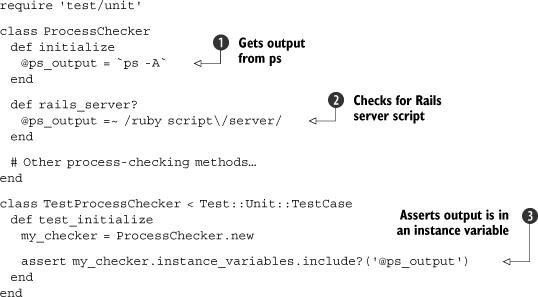 require 'test/unit'
class ProcessChecker
def initialize
@ps_output = `ps -A`
end
1 Gets output
from ps
def rails_server?
@ps_output =~ /ruby script\/server/
end
2 Checks for Rails
server script
# Other process-checking methods…
end
class TestProcessChecker < Test::Unit::TestCase
def test_initialize
my_checker = ProcessChecker.new
Asserts output is in 3
an instance variable
assert my_checker.instance_variables.include?('@ps_output')
end
end